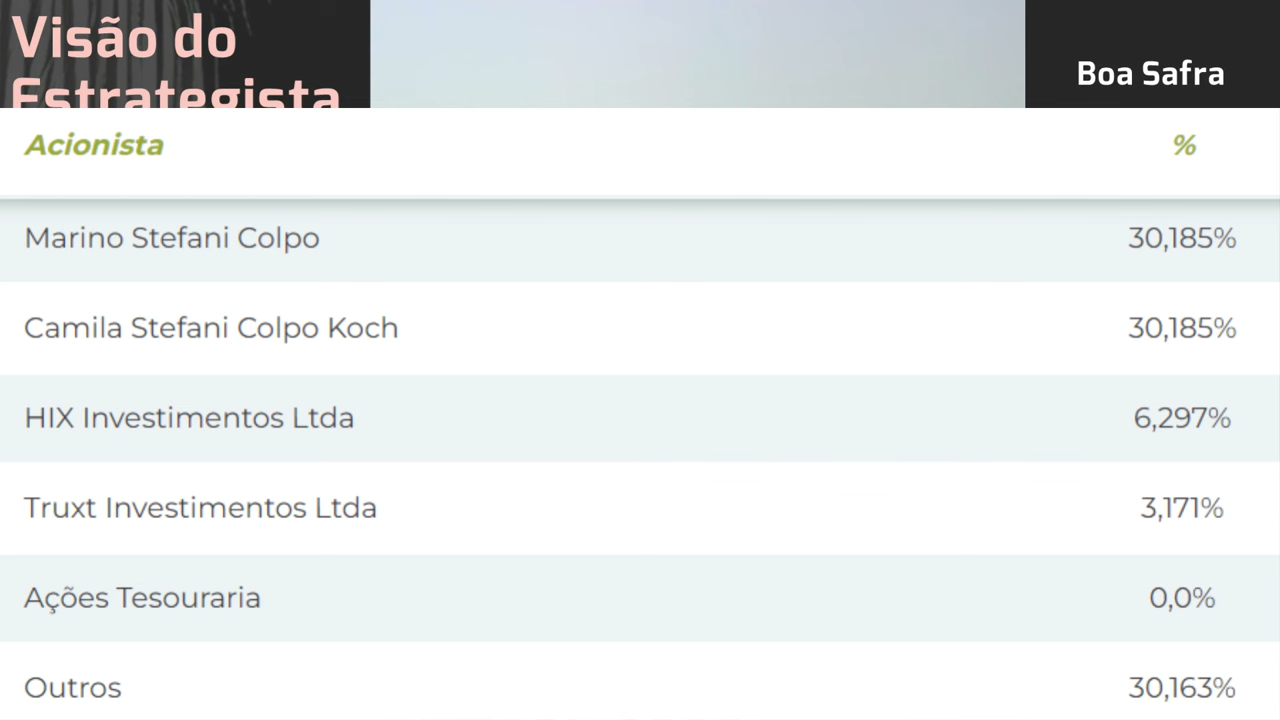 Visão do
Estrategista
Boa Safra
Acionista %
Marino Stefani Colpo 30,185%
Camila Stefani Colpo Koch 30,185%
HIX Investimentos Ltda 6,297%
Truxt Investimentos Ltda 3,171%
Ações Tesouraria 0,0%
Outros 30,163%